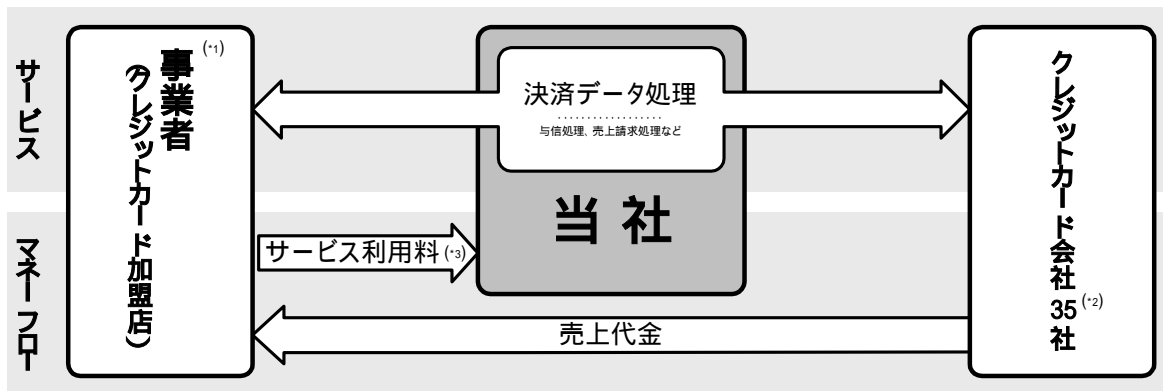 サービス
事業者(*1)
(クレジットカード加盟店)
決済データ処理
与信処理、売上請求処理など
当社
クレジットカード会社35社(*2)
マネーフロー
サービス利用料(*3)
売上代金